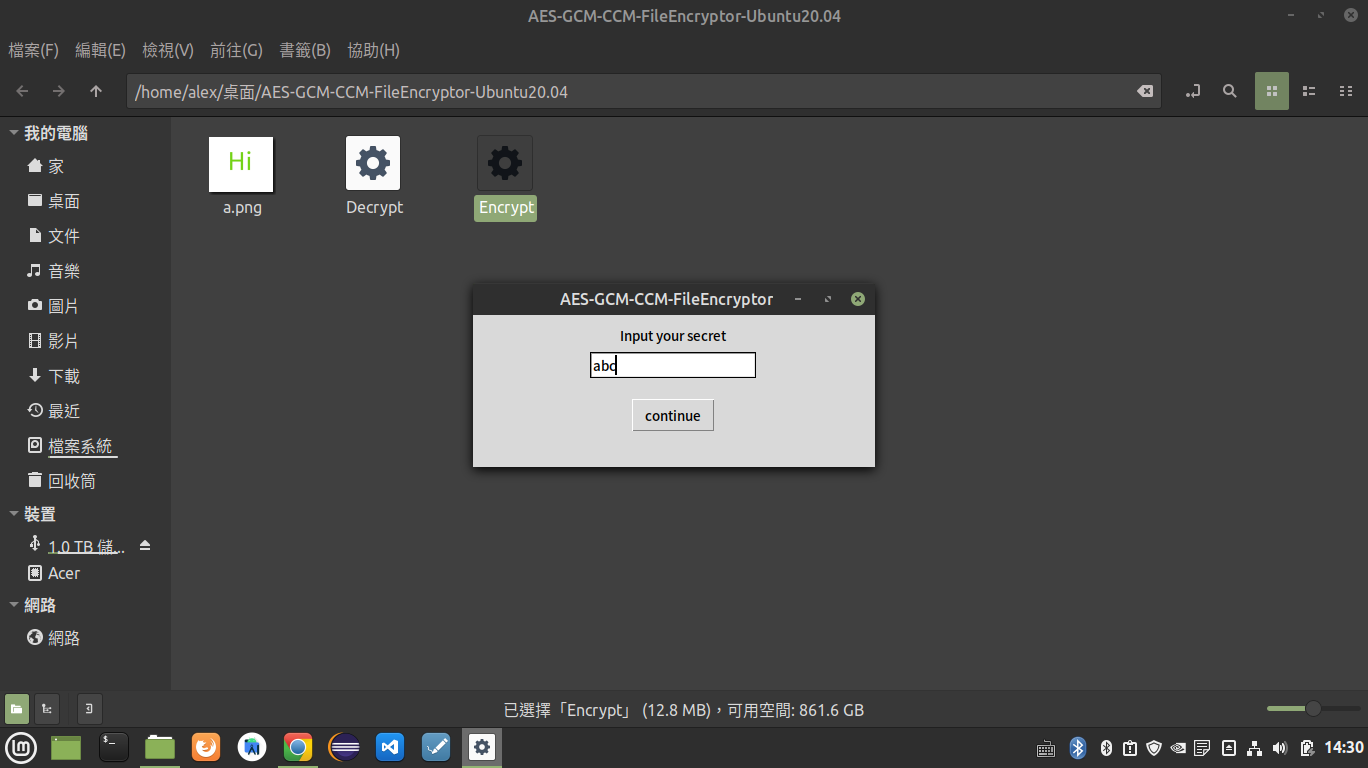 AES-GCM-CCM-FileEncryptor-Ubuntu20.04
檔案(F) 編輯(E) 檢視(V) 前往(G) 書籤(B) 協助(H)
/home/alex/桌面/AES-GCM-CCM-FileEncryptor-Ubuntu20.04
我的電腦
家
桌面
文件
音樂
圖片
影片
下載
最近
檔案系統
回收筒
裝置
1.0 TB 儲...
Acer
網路
網路
Hi
a.png
Decrypt
Encrypt
AES-GCM-CCM-FileEncryptor
Input your secret
abc
continue
已選擇「Encrypt」 (12.8 MB)，可用空間: 861.6 GB
14:30